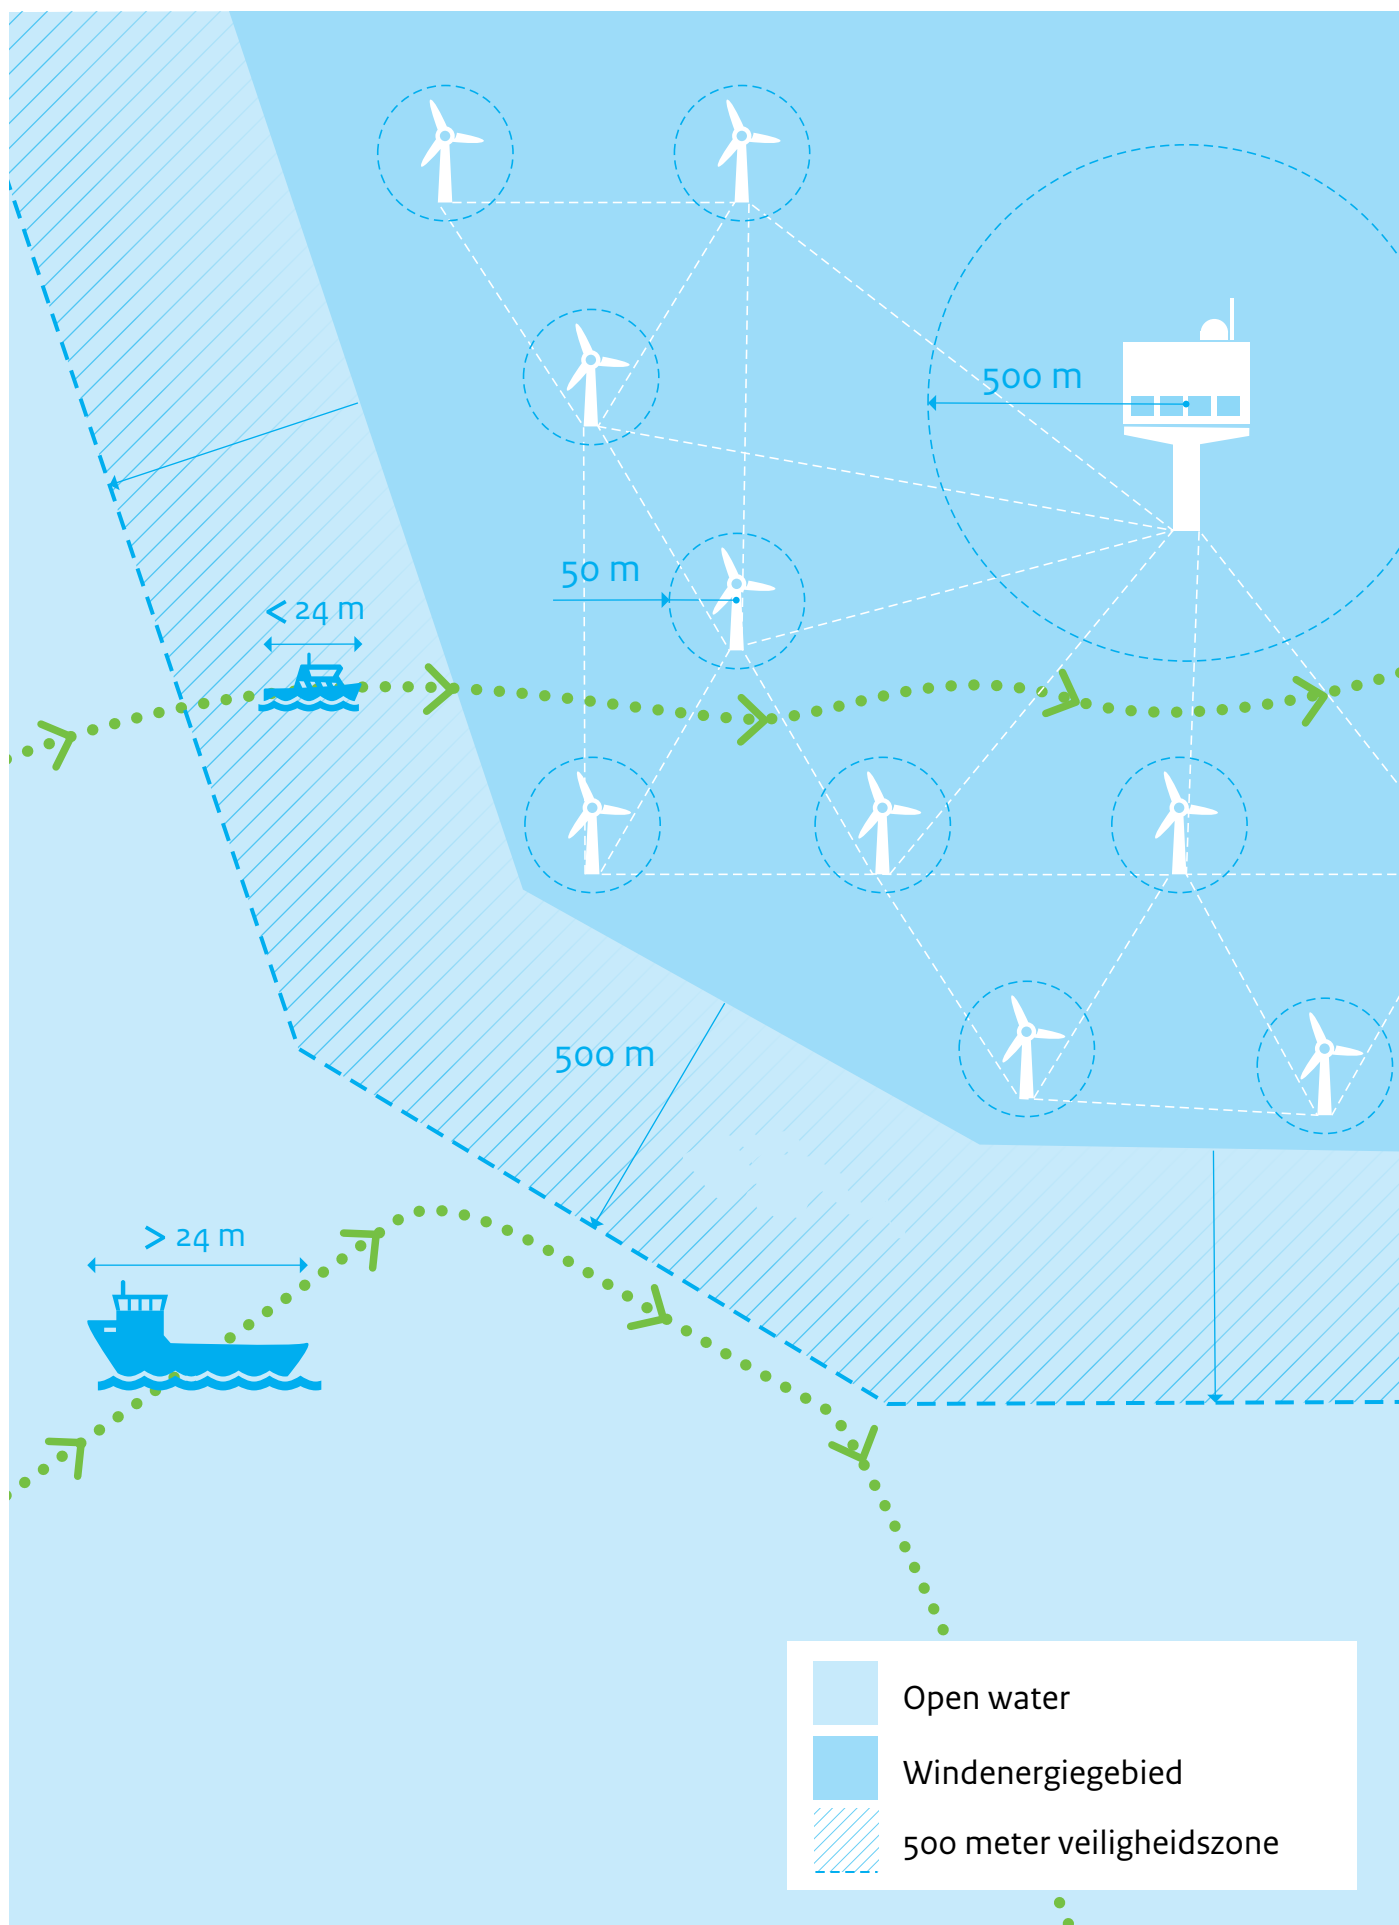 500 m
50 m
< 24 m
500 m
> 24 m
Open water
Windenergiegebied
500 meter veiligheidszone